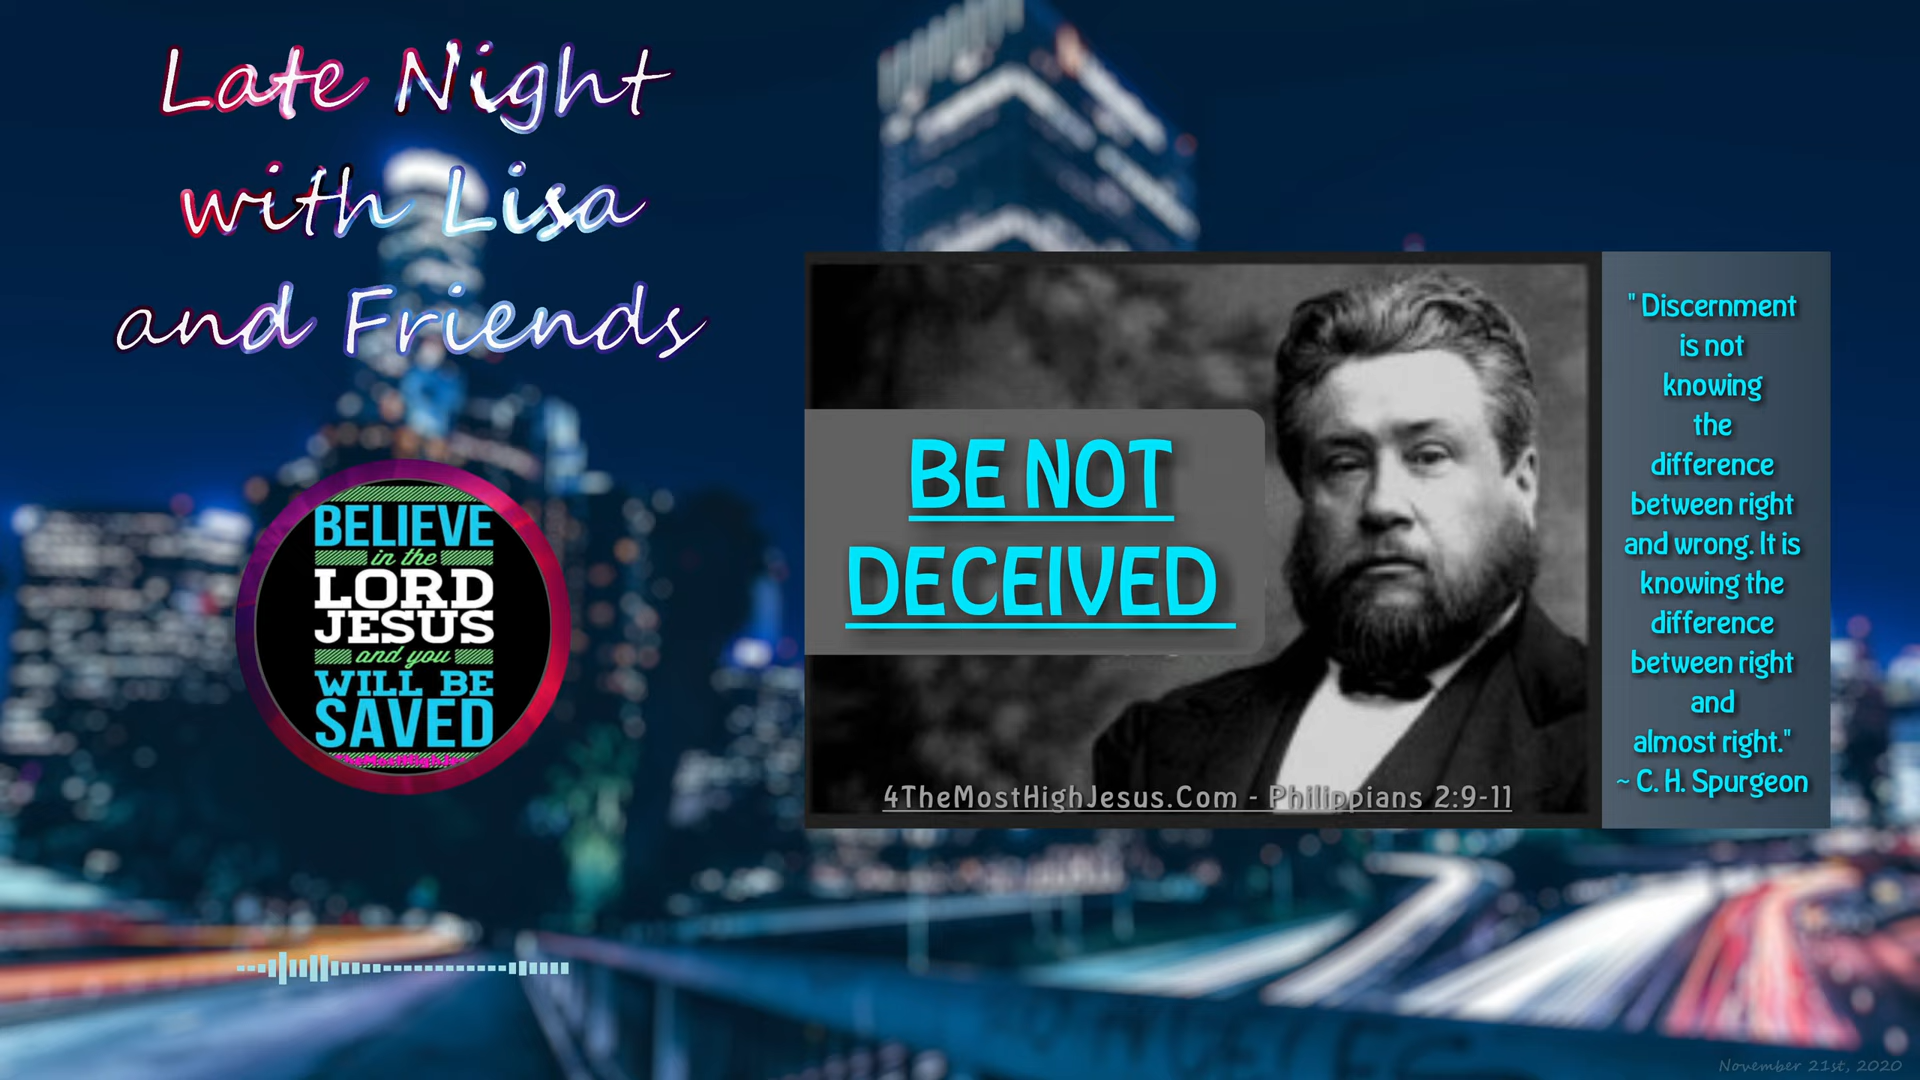 Late Night
with Lisa
and Friends
BELIEVE
in the
LORD
JESUS
and you
WILL BE
SAVED
BE NOT
DECEIVED
4TheMostHighJesus.Com - Philippians 2:9-11
" Discernment
is not
knowing
the
difference
between right
and wrong. It is
knowing the
difference
between right
and
almost right."
~ C. H. Spurgeon
November 21st, 2020